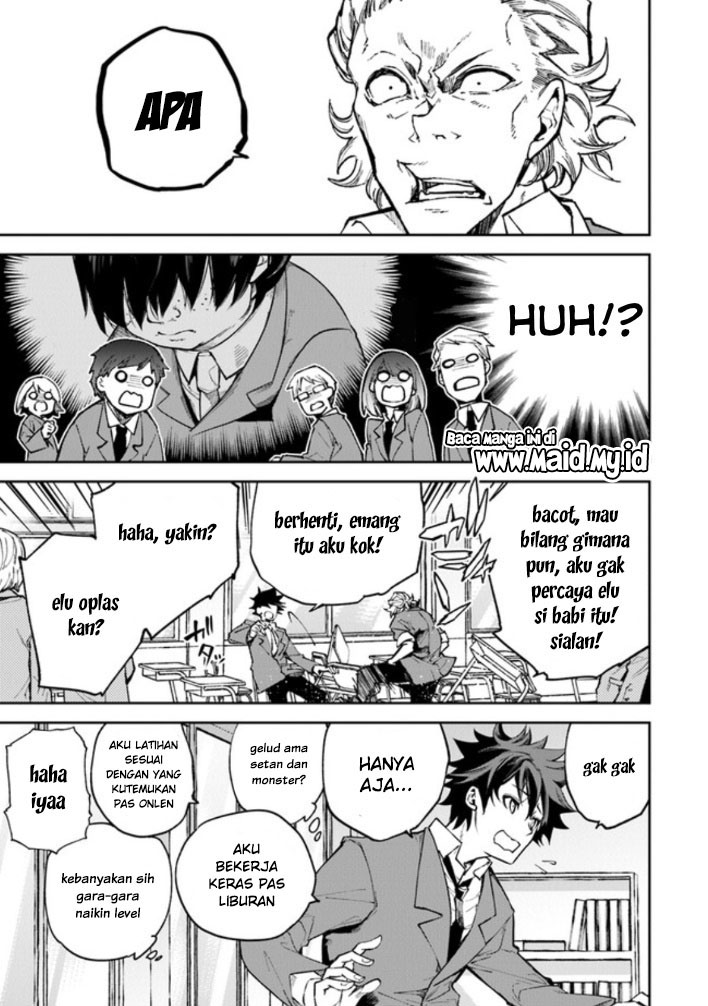 APA
HUH!?
Baca manga ini di
www.Maid.My.id
bacot, mau
bilang gimana
pun, aku gak
percaya elu
si babi itu!
sialan!
berhenti, emang
itu aku kok!
haha, yakin?
elu oplas
kan?
ガタッ
gak gak
HANYA
AJA...
gelud ama
setan dan
monster?
AKU
BEKERJA
KERAS PAS
LIBURAN
AKU LATIHAN
SESUAI
DENGAN YANG
KUTEMUKAN
PAS ONLEN
kebanyakan sih
gara-gara
naikin level
haha
iyaa